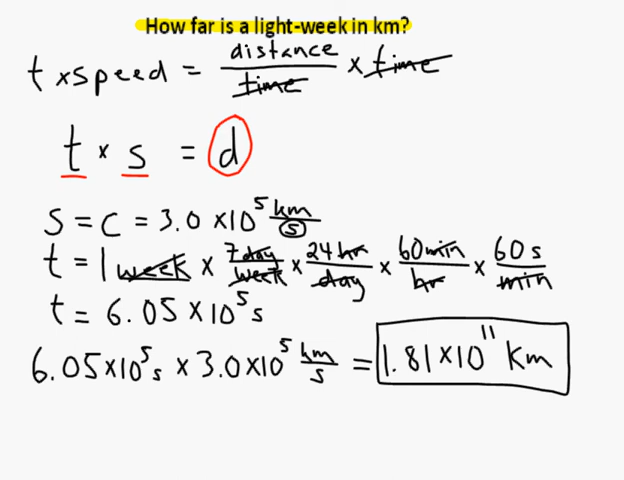 How far is a light-week in km?
t x speed = distance/time x time
t x s = d
s = c = 3.0 x 10^5 km/s
t = 1 week x 7 day/week x 24 hr/day x 60 min/hr x 60 s/min
t = 6.05 x 10^5 s
6.05 x 10^5 s x 3.0 x 10^5 km/s = 1.81 x 10^11 km